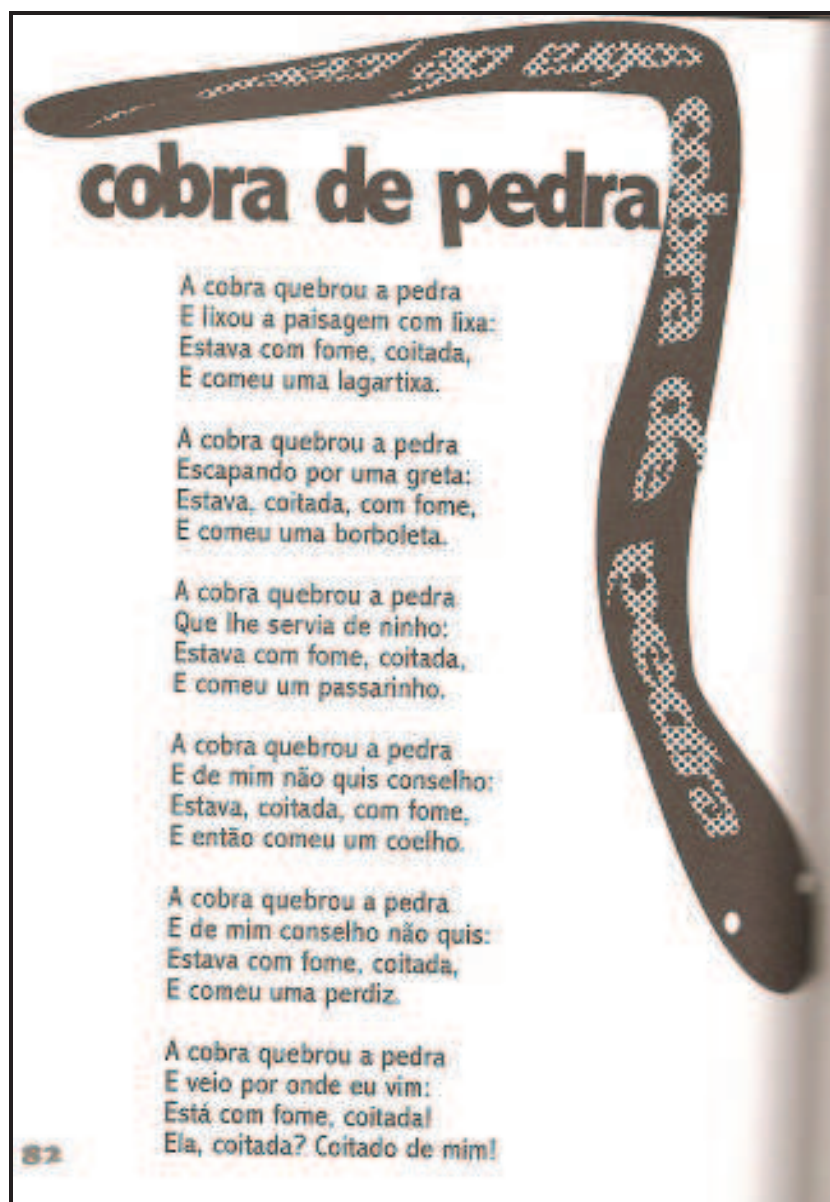 cobra de pedra
A cobra quebrou a pedra
E lixou a paisagem com lixa:
Estava com fome, coitada,
E comeu uma lagartixa.
A cobra quebrou a pedra
Escapando por uma greta:
Estava, coitada, com fome,
E comeu uma borboleta.
A cobra quebrou a pedra
Que lhe servia de ninho:
Estava com fome, coitada,
E comeu um passarinho.
A cobra quebrou a pedra
E de mim não quis conselho:
Estava, coitada, com fome,
E então comeu um coelho.
A cobra quebrou a pedra
E de mim conselho não quis:
Estava com fome, coitada,
E comeu uma perdiz.
A cobra quebrou a pedra
E veio por onde eu vim:
Está com fome, coitada!
Ela, coitada? Coitado de mim!
82